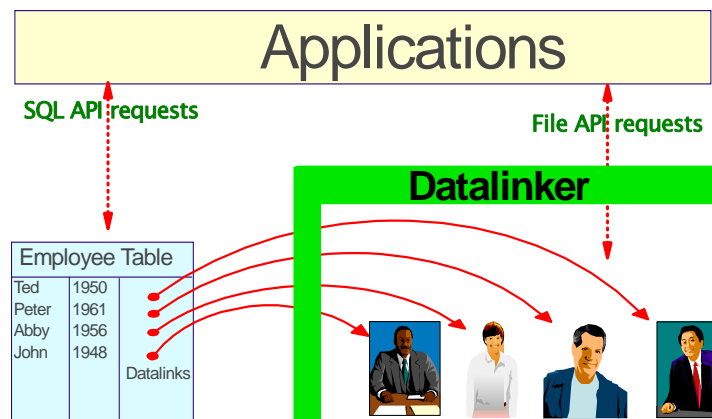 Applications
SQL API requests
File API requests
Datalinker
Employee Table
Ted 1950
Peter 1961
Abby 1956
John 1948
Datalinks